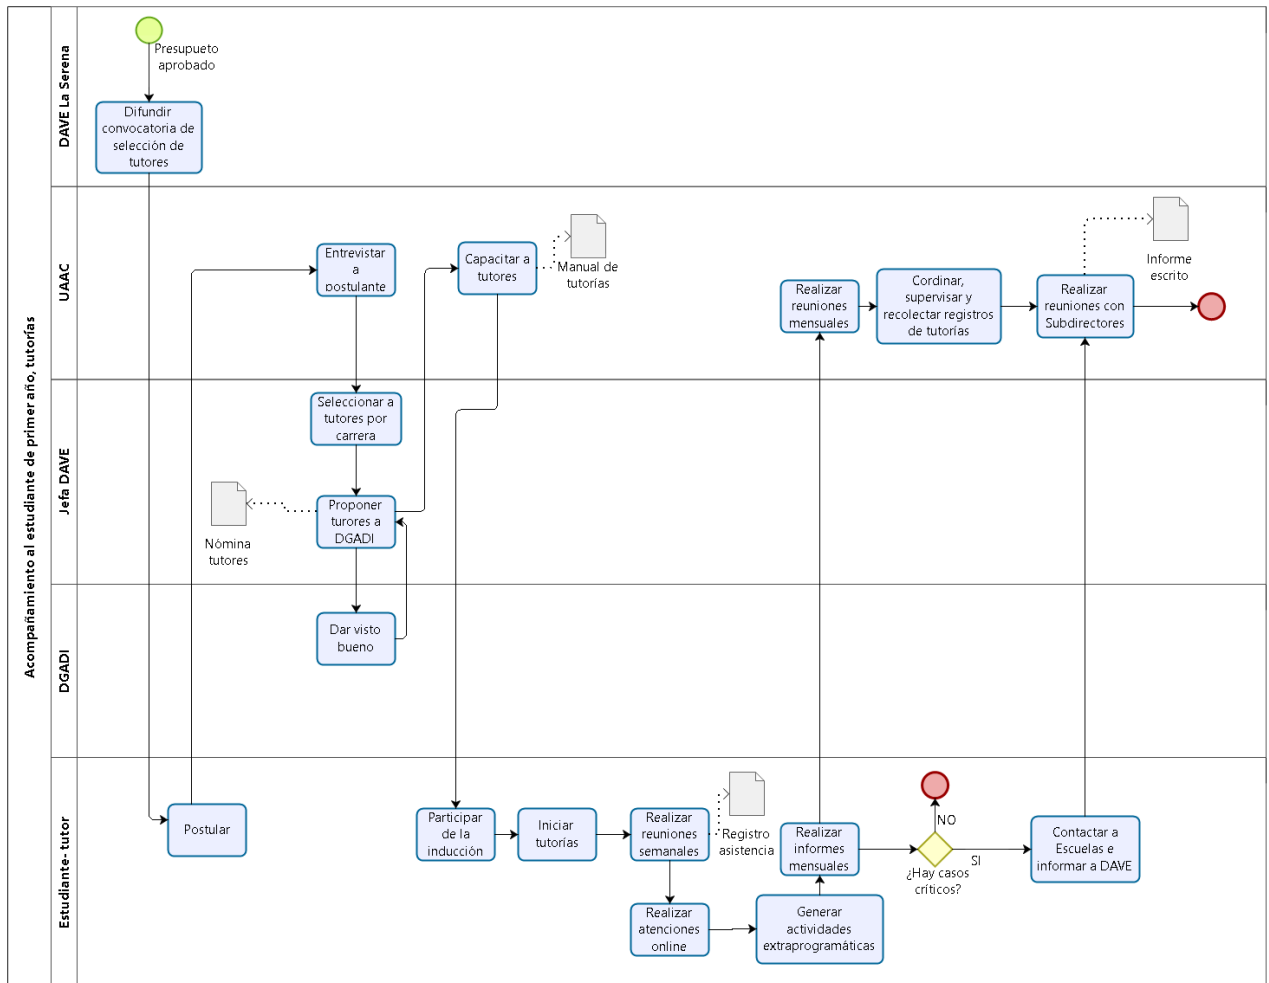 Acompañamiento al estudiante de primer año, tutorías
DAVE La Serena
Presupueto
aprobado
Difundir
convocatoria de
selección de
tutores
UAAC
Entrevistar
a
postulante
Capacitar a
tutores
Manual de
tutorías
Realizar
reuniones
mensuales
Cordinar,
supervisar y
recolectar registros
de tutorías
Realizar
reuniones con
Subdirectores
Informe
escrito
Jefa DAVE
Seleccionar a
tutores por
carrera
Proponer
turores a
DGADI
Nómina
tutores
DGADI
Dar visto
bueno
Estudiante- tutor
Postular
Participar
de la
inducción
Iniciar
tutorías
Realizar
reuniones
semanales
Registro
asistencia
Realizar
atenciones
online
Generar
actividades
extraprogramáticas
Realizar
informes
mensuales
¿Hay casos
críticos?
NO
SI
Contactar a
Escuelas e
informar a DAVE